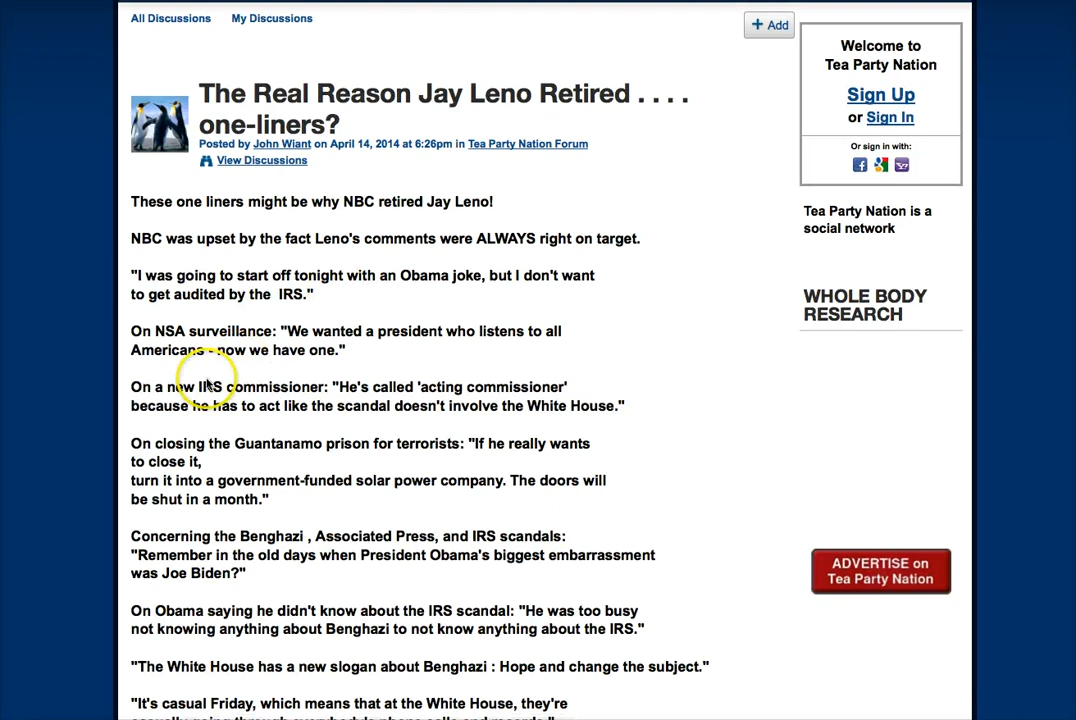 All Discussions My Discussions
+ Add
The Real Reason Jay Leno Retired . . . .
one-liners?
Posted by John Wiant on April 14, 2014 at 6:26pm in Tea Party Nation Forum
View Discussions
These one liners might be why NBC retired Jay Leno!
NBC was upset by the fact Leno's comments were ALWAYS right on target.
"I was going to start off tonight with an Obama joke, but I don't want
to get audited by the IRS."
On NSA surveillance: "We wanted a president who listens to all
Americans - now we have one."
On a new IRS commissioner: "He's called 'acting commissioner'
because he has to act like the scandal doesn't involve the White House."
On closing the Guantanamo prison for terrorists: "If he really wants
to close it,
turn it into a government-funded solar power company. The doors will
be shut in a month."
Concerning the Benghazi , Associated Press, and IRS scandals:
"Remember in the old days when President Obama's biggest embarrassment
was Joe Biden?"
On Obama saying he didn't know about the IRS scandal: "He was too busy
not knowing anything about Benghazi to not know anything about the IRS."
"The White House has a new slogan about Benghazi : Hope and change the subject."
"It's casual Friday, which means that at the White House, they're
casually going through everybody's phone calls and records."
Welcome to
Tea Party Nation
Sign Up
or Sign In
Or sign in with:
Tea Party Nation is a
social network
WHOLE BODY
RESEARCH
ADVERTISE on
Tea Party Nation